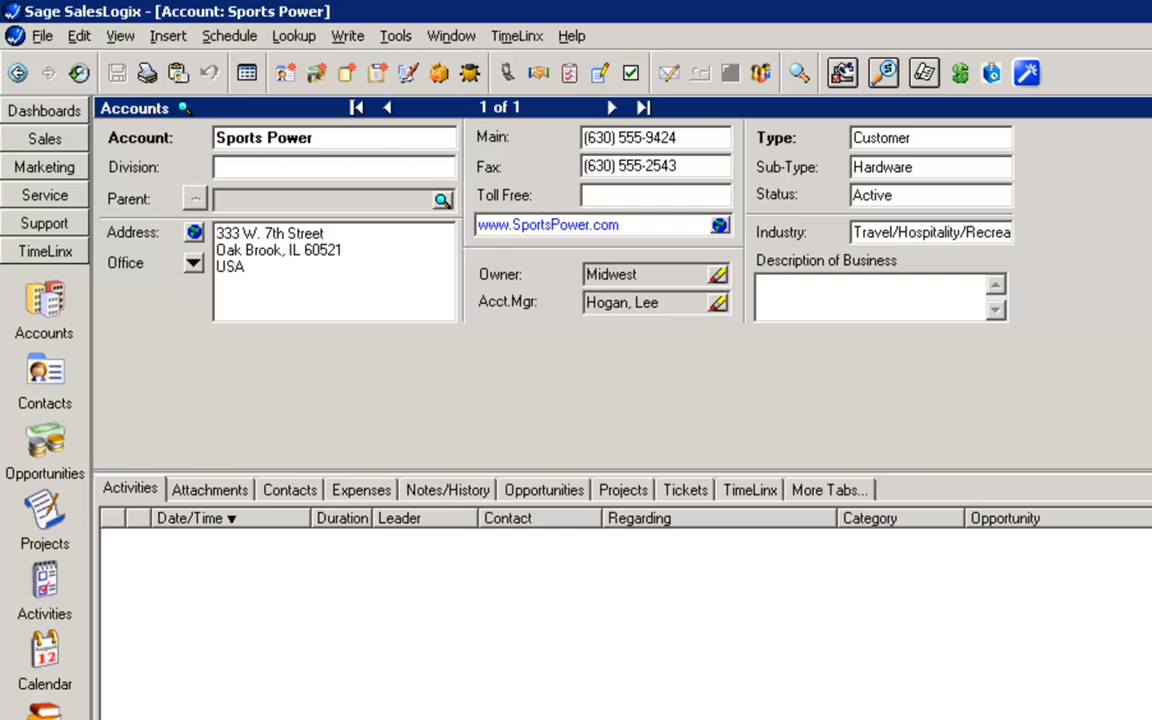 Sage SalesLogix - [Account: Sports Power]
File Edit View Insert Schedule Lookup Write Tools Window TimeLinx Help
Dashboards
Sales
Marketing
Service
Support
TimeLinx
Accounts
Contacts
Opportunities
Projects
Activities
12
Calendar
Accounts 1 of 1
Account: Sports Power
Division:
Parent:
Address: 333 W. 7th Street
Oak Brook, IL 60521
USA
Office
Main: (630) 555-9424
Fax: (630) 555-2543
Toll Free:
www.SportsPower.com
Owner: Midwest
Acct.Mgr: Hogan, Lee
Type: Customer
Sub-Type: Hardware
Status: Active
Industry: Travel/Hospitality/Recrea
Description of Business
Activities Attachments Contacts Expenses Notes/History Opportunities Projects Tickets TimeLinx More Tabs...
Date/Time Duration Leader Contact Regarding Category Opportunity